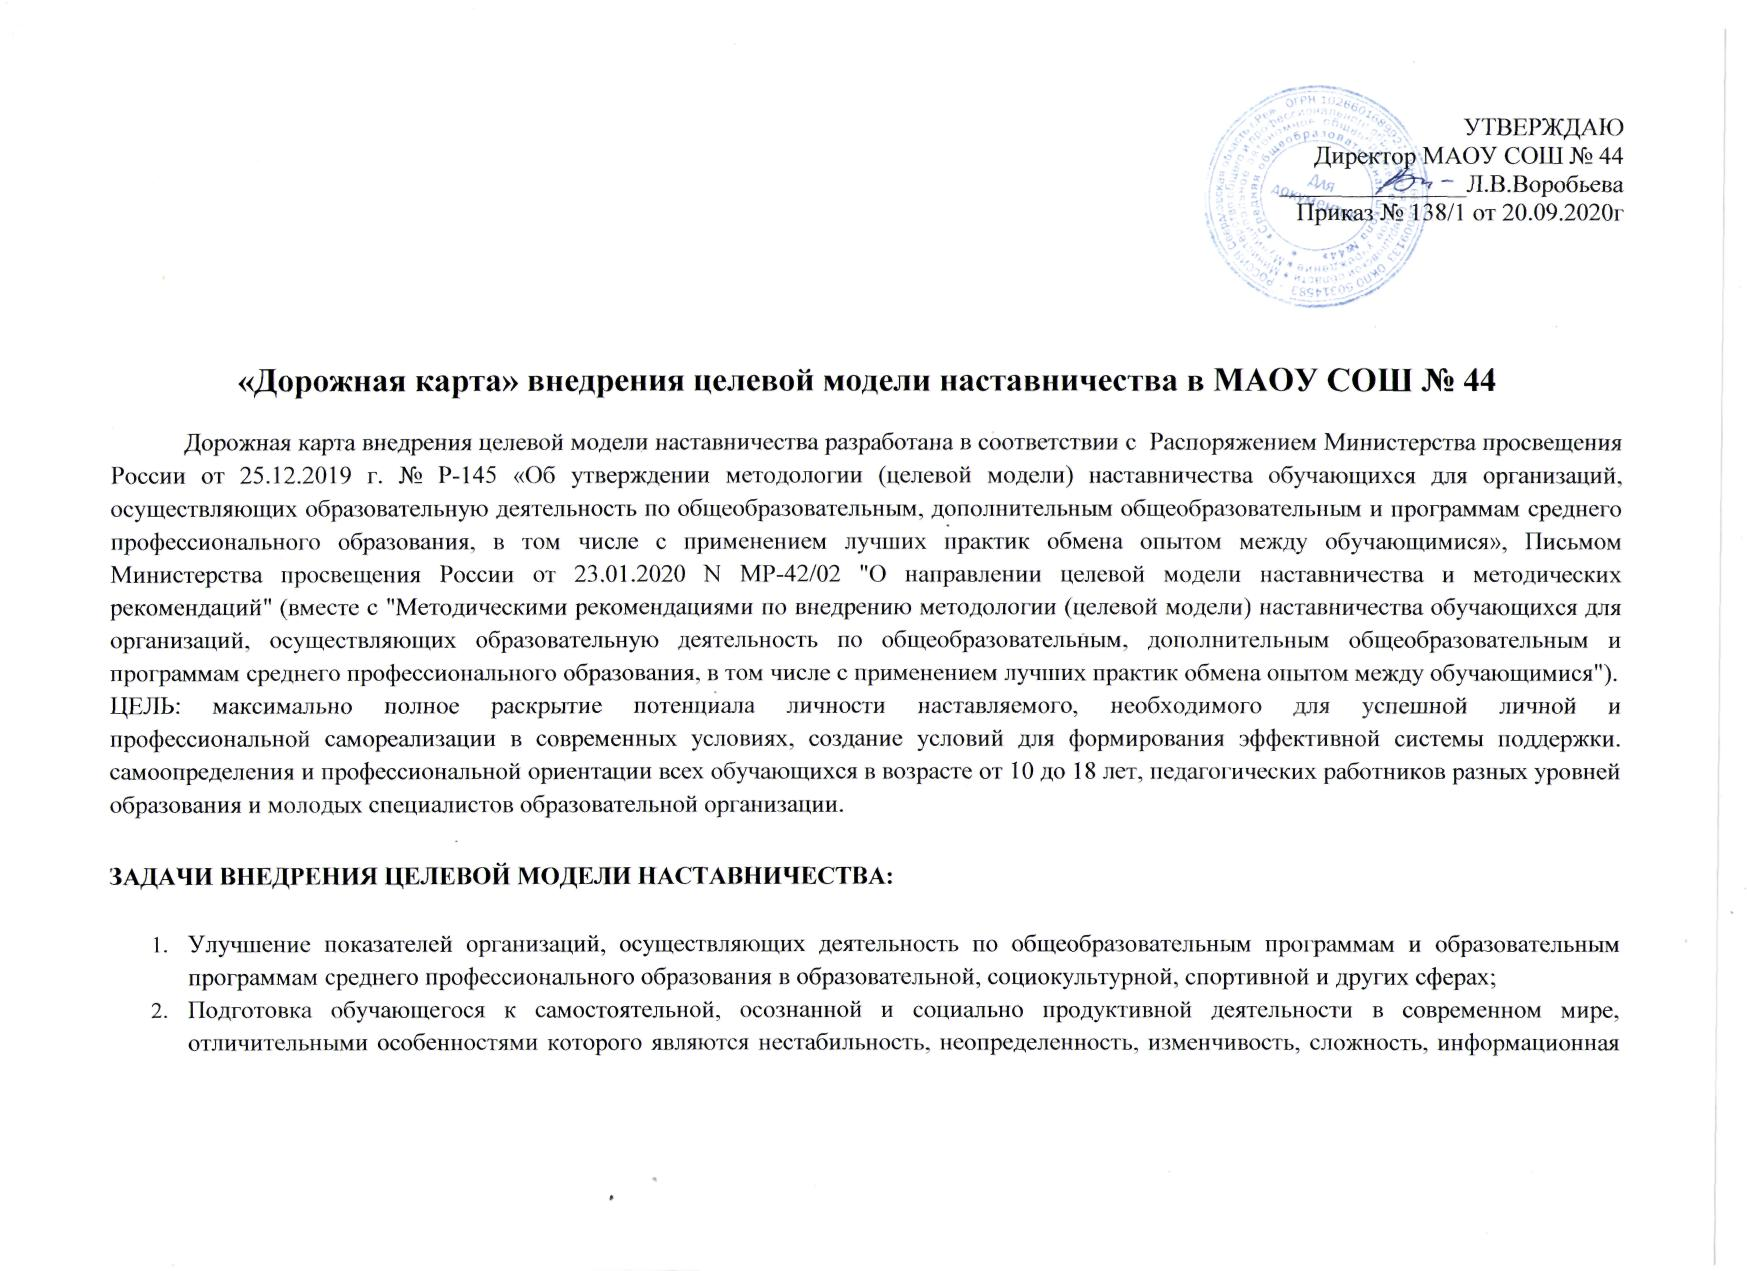 УТВЕРЖДАЮ
Директор МАОУ СОШ № 44
Л.В.Воробьева
Приказ № 138/1 от 20.09.2020г
Для
документов
«Дорожная карта» внедрения целевой модели наставничества в МАОУ СОШ № 44
Дорожная карта внедрения целевой модели наставничества разработана в соответствии с Распоряжением Министерства просвещения
России от 25.12.2019 г. № Р-145 «Об утверждении методологии (целевой модели) наставничества обучающихся для организаций,
осуществляющих образовательную деятельность по общеобразовательным, дополнительным общеобразовательным и программам среднего
профессионального образования, в том числе с применением лучших практик обмена опытом между обучающимися», Письмом
Министерства просвещения России от 23.01.2020 N МР-42/02 "О направлении целевой модели наставничества и методических
рекомендаций" (вместе с "Методическими рекомендациями по внедрению методологии (целевой модели) наставничества обучающихся для
организаций, осуществляющих образовательную деятельность по общеобразовательным, дополнительным общеобразовательным и
программам среднего профессионального образования, в том числе с применением лучших практик обмена опытом между обучающимися").
ЦЕЛЬ: максимально полное раскрытие потенциала личности наставляемого, необходимого для успешной личной и
профессиональной самореализации в современных условиях, создание условий для формирования эффективной системы поддержки.
самоопределения и профессиональной ориентации всех обучающихся в возрасте от 10 до 18 лет, педагогических работников разных уровней
образования и молодых специалистов образовательной организации.
ЗАДАЧИ ВНЕДРЕНИЯ ЦЕЛЕВОЙ МОДЕЛИ НАСТАВНИЧЕСТВА:
1. Улучшение показателей организаций, осуществляющих деятельность по общеобразовательным программам и образовательным
программам среднего профессионального образования в образовательной, социокультурной, спортивной и других сферах;
2. Подготовка обучающегося к самостоятельной, осознанной и социально продуктивной деятельности в современном мире,
отличительными особенностями которого являются нестабильность, неопределенность, изменчивость, сложность, информационная